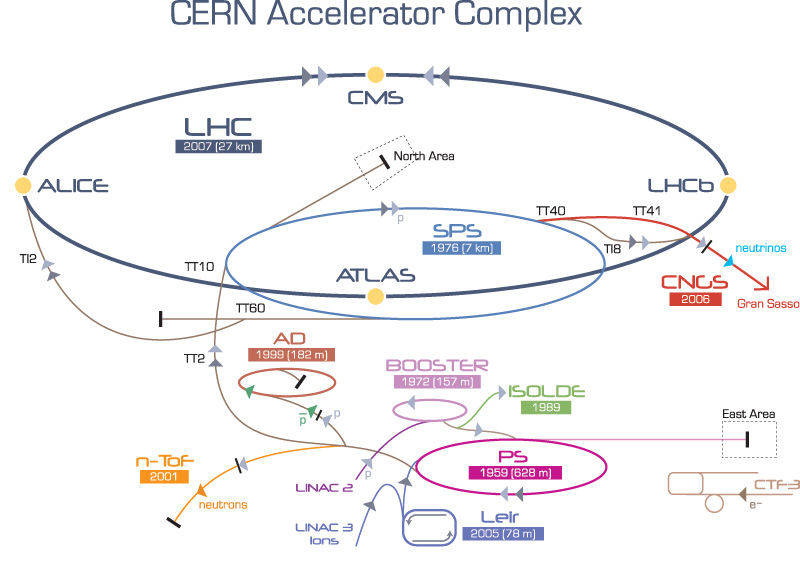 CERN Accelerator Complex
CMS
LHC
2007 (27 km)
North Area
ALICE
LHCb
TT40
TT41
p
SPS
1976 (7 km)
TI8
neutrinos
TI2
TT10
ATLAS
CNGS
2006
Gran Sasso
TT60
AD
1999 (182 m)
TT2
BOOSTER
1972 (157 m)
ISOLDE
1989
p
p
East Area
n-ToF
2001
p
PS
1959 (628 m)
LINAC 2
neutrons
CTF-3
e-
LINAC 3
Ions
Leir
2005 (78 m)